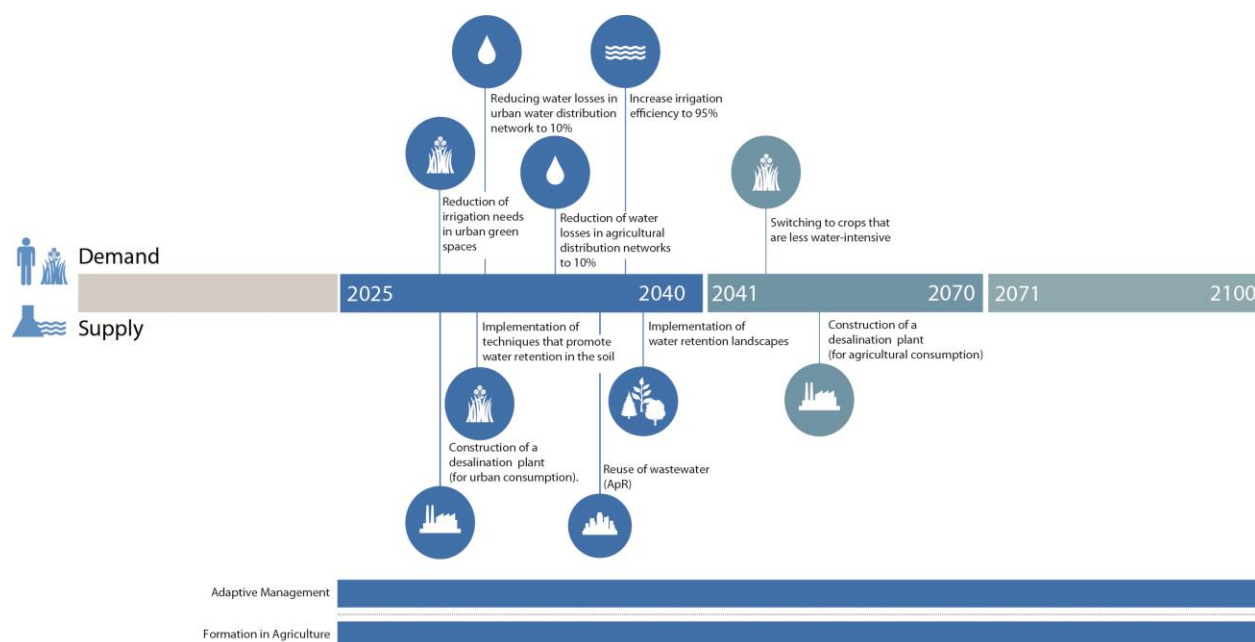 Reducing water losses in
urban water distribution
network to 10%
Increase irrigation
efficiency to 95%
Reduction of
irrigation needs
in urban green
spaces
Reduction of water
losses in agricultural
distribution networks
to 10%
Switching to crops that
are less water-intensive
Demand
2025
2040
2041
2070
2071
2100
Supply
Implementation of
techniques that promote
water retention in the soil
Implementation of
water retention landscapes
Construction of a
desalination plant
(for agricultural consumption)
Construction of a
desalination plant
(for urban consumption).
Reuse of wastewater
(ApR)
Adaptive Management
Formation in Agriculture